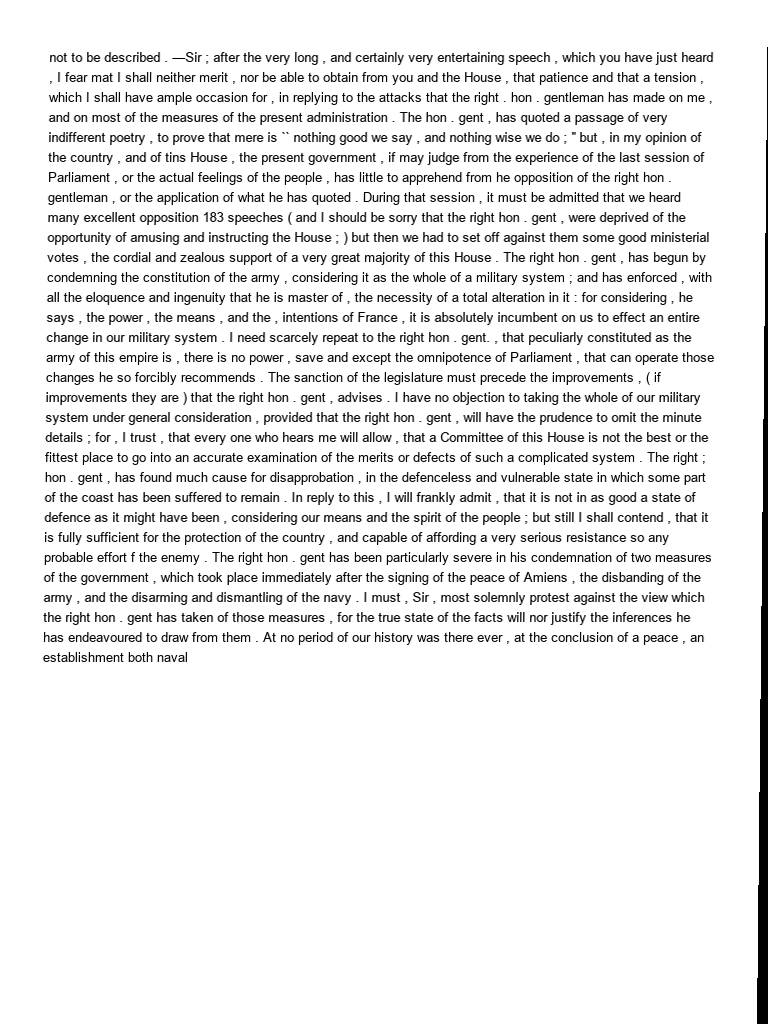 not to be described . —Sir ; after the very long , and certainly very entertaining speech , which you have just heard
, I fear mat I shall neither merit , nor be able to obtain from you and the House , that patience and that a tension ,
which I shall have ample occasion for , in replying to the attacks that the right . hon . gentleman has made on me ,
and on most of the measures of the present administration . The hon . gent , has quoted a passage of very
indifferent poetry , to prove that mere is `` nothing good we say , and nothing wise we do ; " but , in my opinion of
the country , and of tins House , the present government , if may judge from the experience of the last session of
Parliament , or the actual feelings of the people , has little to apprehend from he opposition of the right hon .
gentleman , or the application of what he has quoted . During that session , it must be admitted that we heard
many excellent opposition 183 speeches ( and I should be sorry that the right hon . gent , were deprived of the
opportunity of amusing and instructing the House ; ) but then we had to set off against them some good ministerial
votes , the cordial and zealous support of a very great majority of this House . The right hon . gent , has begun by
condemning the constitution of the army , considering it as the whole of a military system ; and has enforced , with
all the eloquence and ingenuity that he is master of , the necessity of a total alteration in it : for considering , he
says , the power , the means , and the , intentions of France , it is absolutely incumbent on us to effect an entire
change in our military system . I need scarcely repeat to the right hon . gent. , that peculiarly constituted as the
army of this empire is , there is no power , save and except the omnipotence of Parliament , that can operate those
changes he so forcibly recommends . The sanction of the legislature must precede the improvements , ( if
improvements they are ) that the right hon . gent , advises . I have no objection to taking the whole of our military
system under general consideration , provided that the right hon . gent , will have the prudence to omit the minute
details ; for , I trust , that every one who hears me will allow , that a Committee of this House is not the best or the
fittest place to go into an accurate examination of the merits or defects of such a complicated system . The right ;
hon . gent , has found much cause for disapprobation , in the defenceless and vulnerable state in which some part
of the coast has been suffered to remain . In reply to this , I will frankly admit , that it is not in as good a state of
defence as it might have been , considering our means and the spirit of the people ; but still I shall contend , that it
is fully sufficient for the protection of the country , and capable of affording a very serious resistance so any
probable effort f the enemy . The right hon . gent has been particularly severe in his condemnation of two measures
of the government , which took place immediately after the signing of the peace of Amiens , the disbanding of the
army , and the disarming and dismantling of the navy . I must , Sir , most solemnly protest against the view which
the right hon . gent has taken of those measures , for the true state of the facts will nor justify the inferences he
has endeavoured to draw from them . At no period of our history was there ever , at the conclusion of a peace , an
establishment both naval